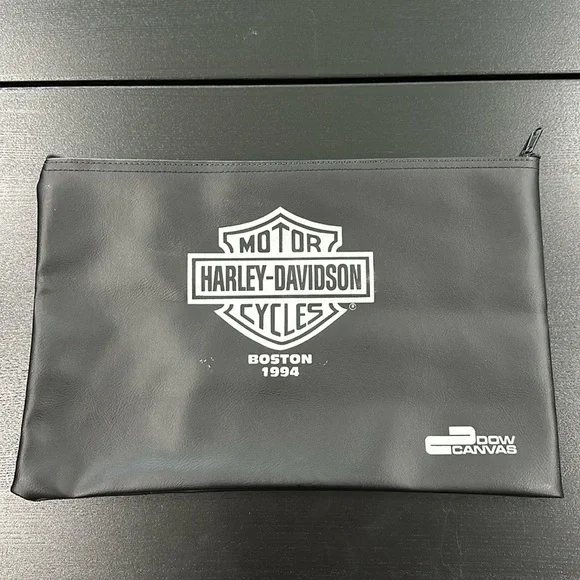 MOTOR
HARLEY-DAVIDSON
CYCLES ®
BOSTON
1994
DOW
CANVAS